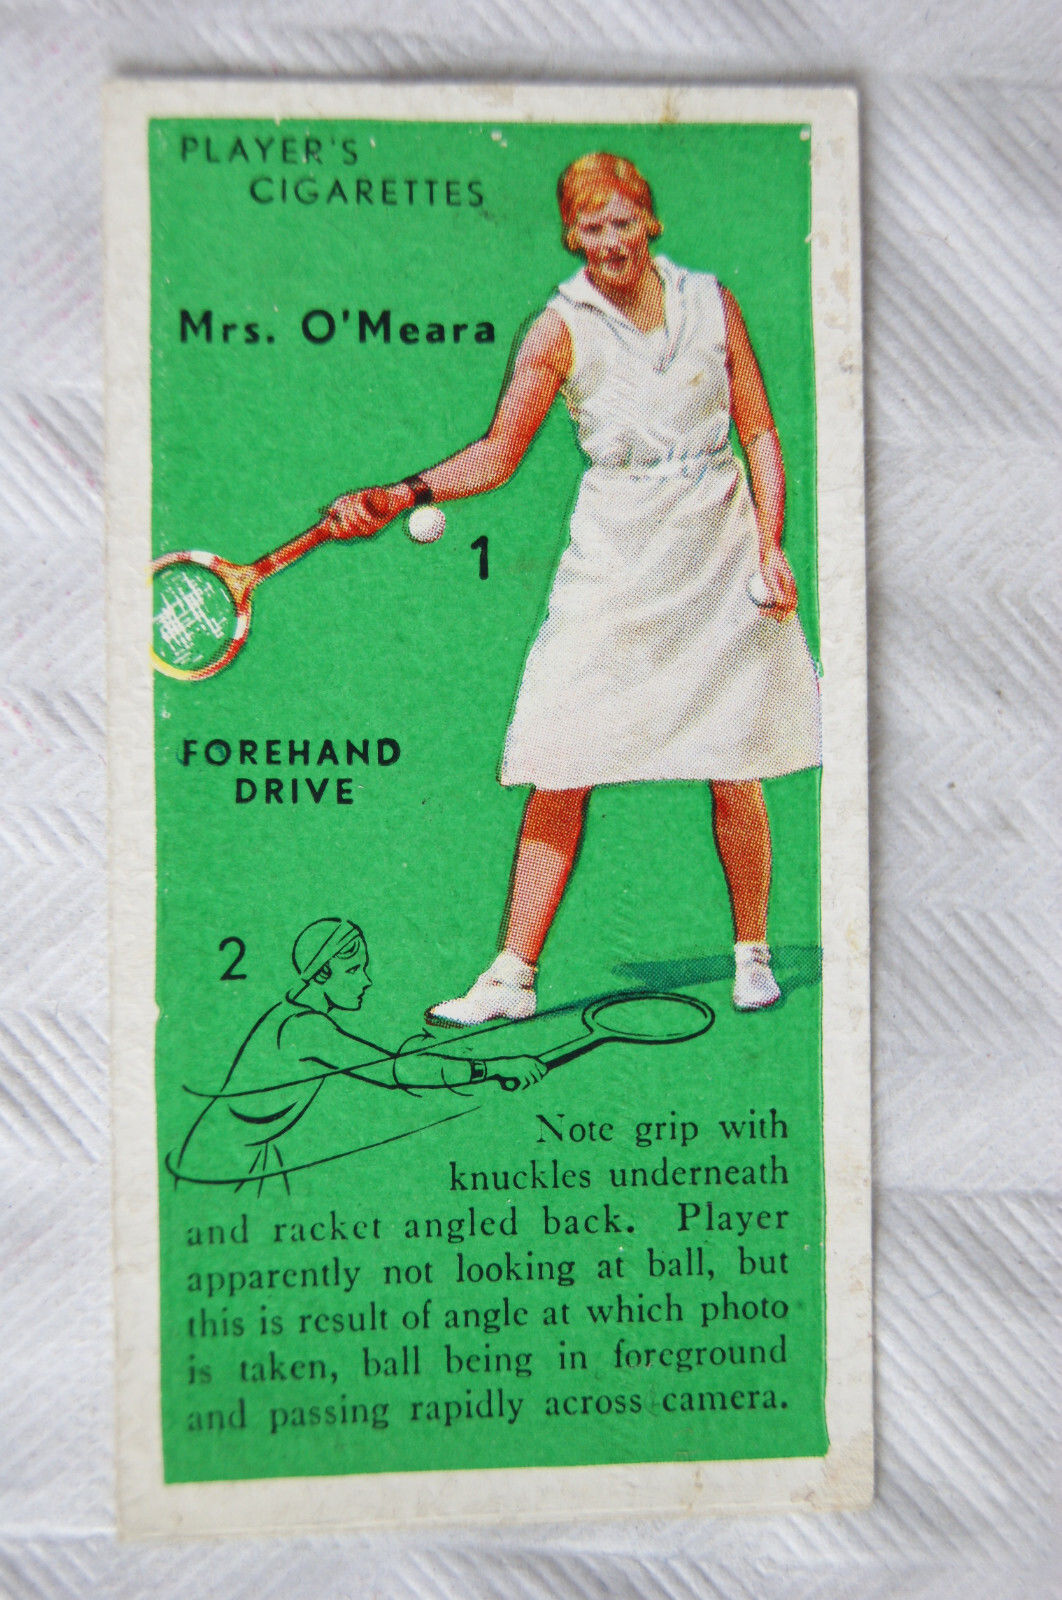 PLAYER'S
CIGARETTES
Mrs. O'Meara
1
FOREHAND
DRIVE
2
Note grip with
knuckles underneath
and racket angled back. Player
apparently not looking at ball, but
this is result of angle at which photo
is taken, ball being in foreground
and passing rapidly across camera.